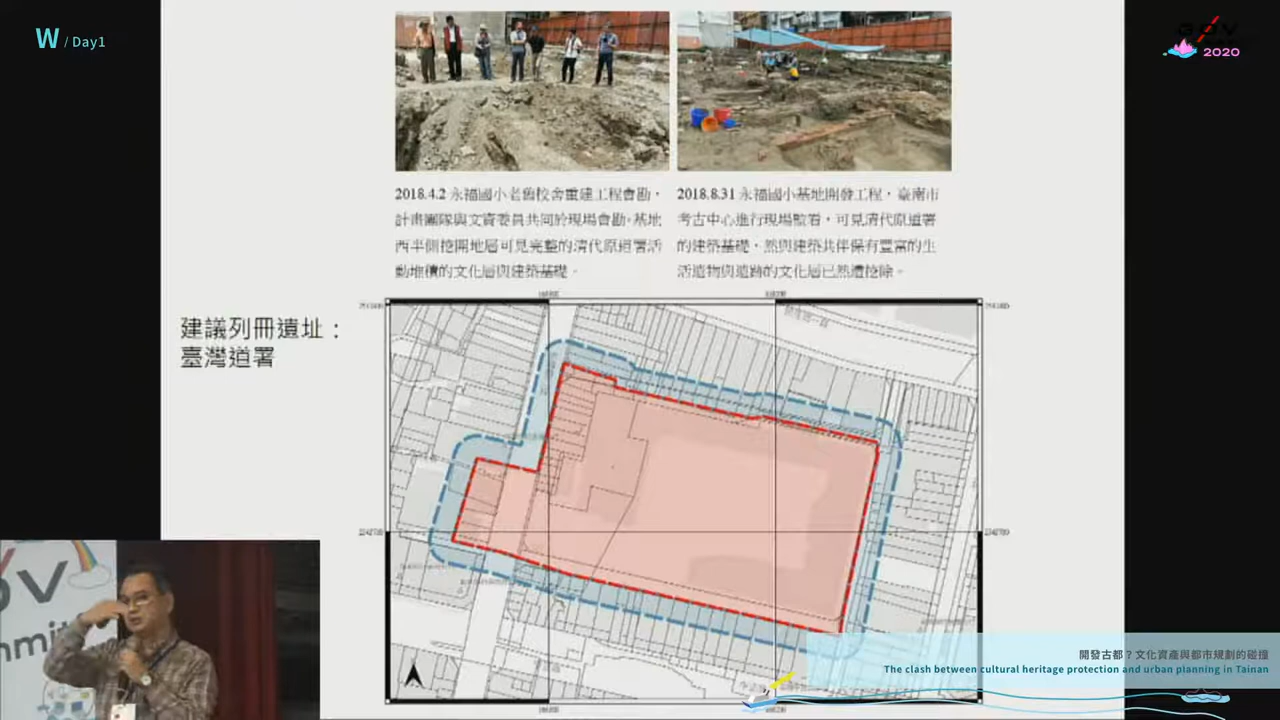 W / Day1
g0v
2020
2018.4.2 永福國小老舊校舍重建工程會勘，
計畫團隊與文資委員共同於現場會勘。基地
西半側挖開地層可見完整的清代原道署活
動堆積的文化層與建築基礎。
2018.8.31 永福國小基地開發工程，臺南市
考古中心進行現場監看，可見清代原道署
的建築基礎，然與建築共伴保有豐富的生
活遺物與遺跡的文化層已然遭挖除。
建議列冊遺址：
臺灣道署
開發古都？文化資產與都市規劃的碰撞
The clash between cultural heritage protection and urban planning in Tainan